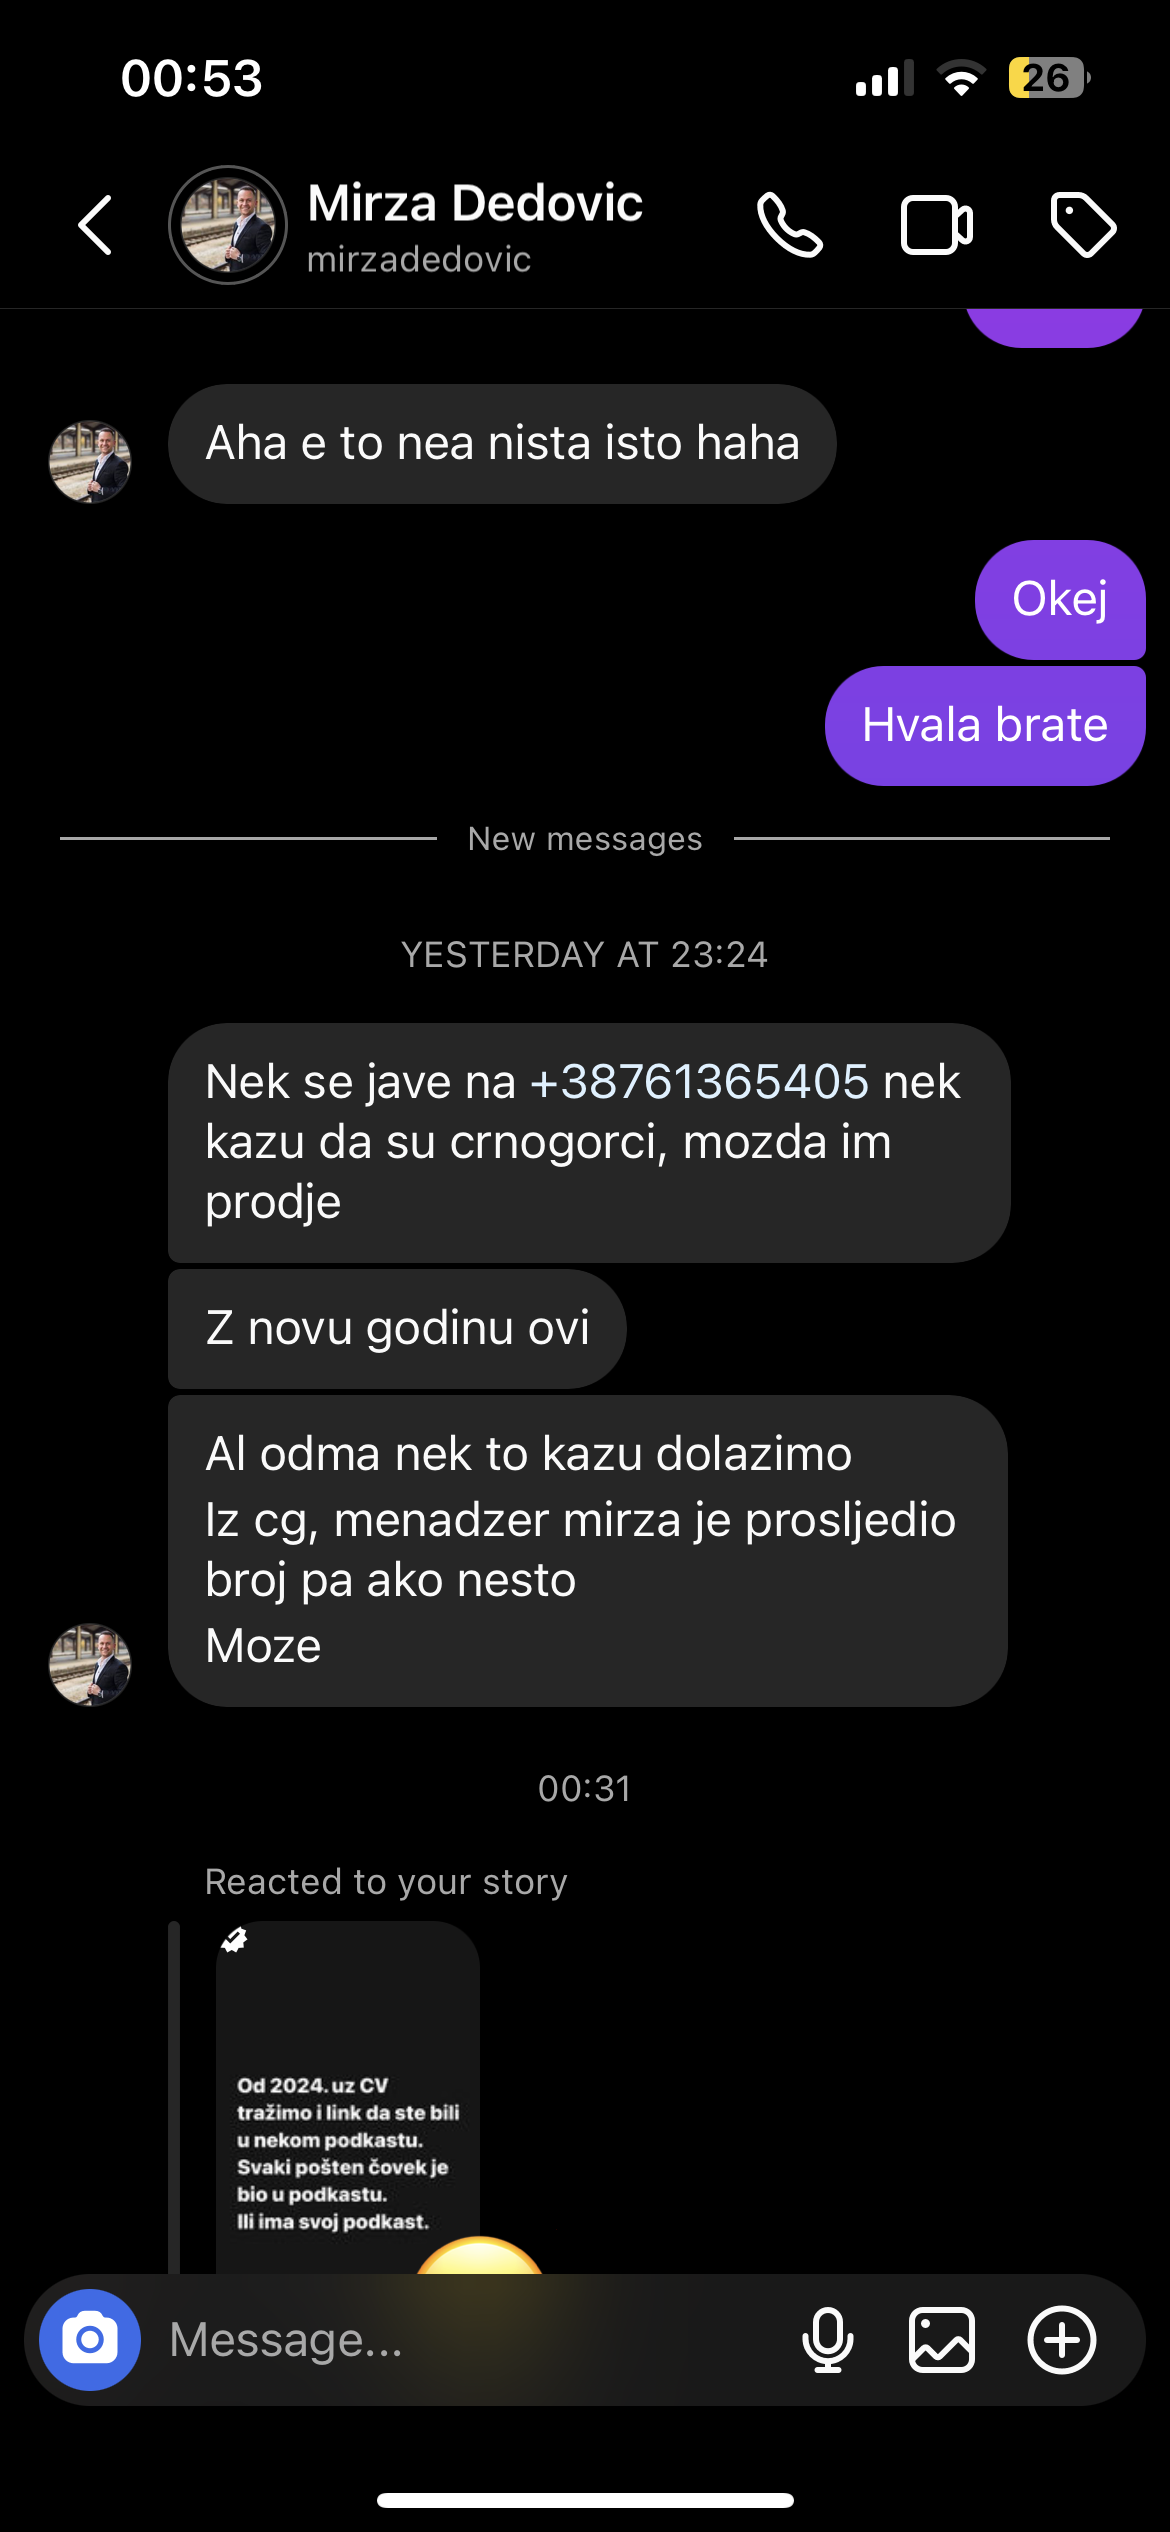 00:53
26
Mirza Dedovic
mirzadedovic
Aha e to nea nista isto haha
Okej
Hvala brate
New messages
YESTERDAY AT 23:24
Nek se jave na +38761365405 nek
kazu da su crnogorci, mozda im
prodje
Z novu godinu ovi
Al odma nek to kazu dolazimo
Iz cg, menadzer mirza je prosljedio
broj pa ako nesto
Moze
00:31
Reacted to your story
Od 2024. uz CV
tražimo i link da ste bili
u nekom podkastu.
Svaki pošten čovek je
bio u podkastu.
Ili ima svoj podkast.
Message...